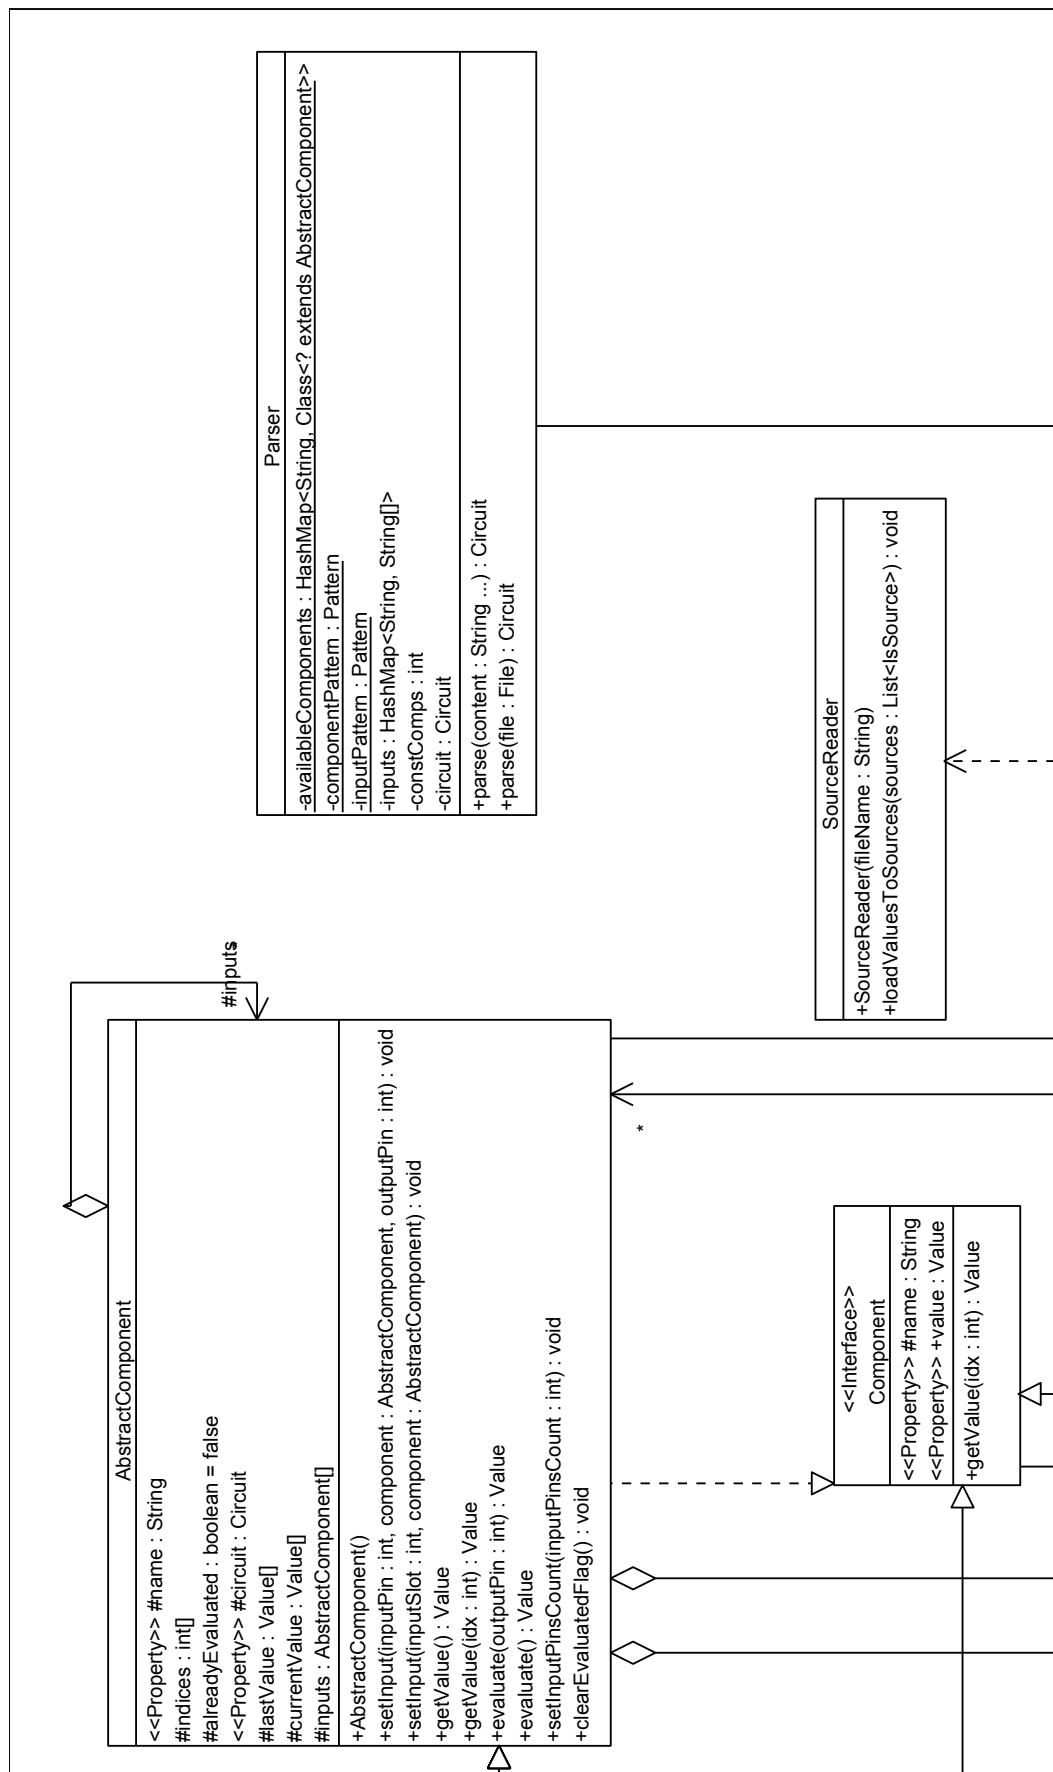 Parser
-availableComponents : HashMap<String, Class<? extends AbstractComponent>>
-componentPattern : Pattern
-inputPattern : Pattern
-inputs : HashMap<String, String[]>
-constComps : int
-circuit : Circuit
+parse(content : String ...) : Circuit
+parse(file : File) : Circuit
SourceReader
+SourceReader(fileName : String)
+loadValuesToSources(sources : List<IsSource>) : void
#inputs
*
AbstractComponent
<<Property>> #name : String
#indices : int[]
#alreadyEvaluated : boolean = false
<<Property>> #circuit : Circuit
#lastValue : Value[]
#currentValue : Value[]
#inputs : AbstractComponent[]
+AbstractComponent()
+setInput(inputPin : int, component : AbstractComponent, outputPin : int) : void
+setInput(inputSlot : int, component : AbstractComponent) : void
+getValue() : Value
+getValue(idx : int) : Value
+evaluate(outputPin : int) : Value
+evaluate() : Value
+setInputPinsCount(inputPinsCount : int) : void
+clearEvaluatedFlag() : void
*
<<Interface>>
Component
<<Property>> #name : String
<<Property>> +value : Value
+getValue(idx : int) : Value